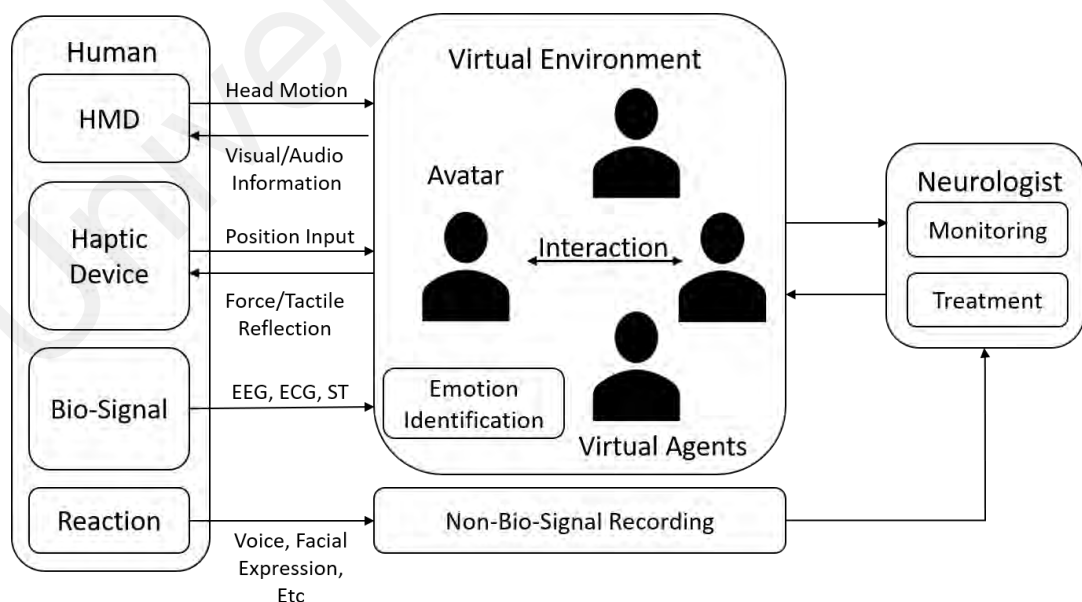 Human
HMD
Haptic
Device
Bio-Signal
Reaction
Head Motion
Visual/Audio
Information
Position Input
Force/Tactile
Reflection
EEG, ECG, ST
Voice, Facial
Expression,
Etc
Virtual Environment
Avatar
Interaction
Emotion
Identification
Virtual Agents
Non-Bio-Signal Recording
Neurologist
Monitoring
Treatment